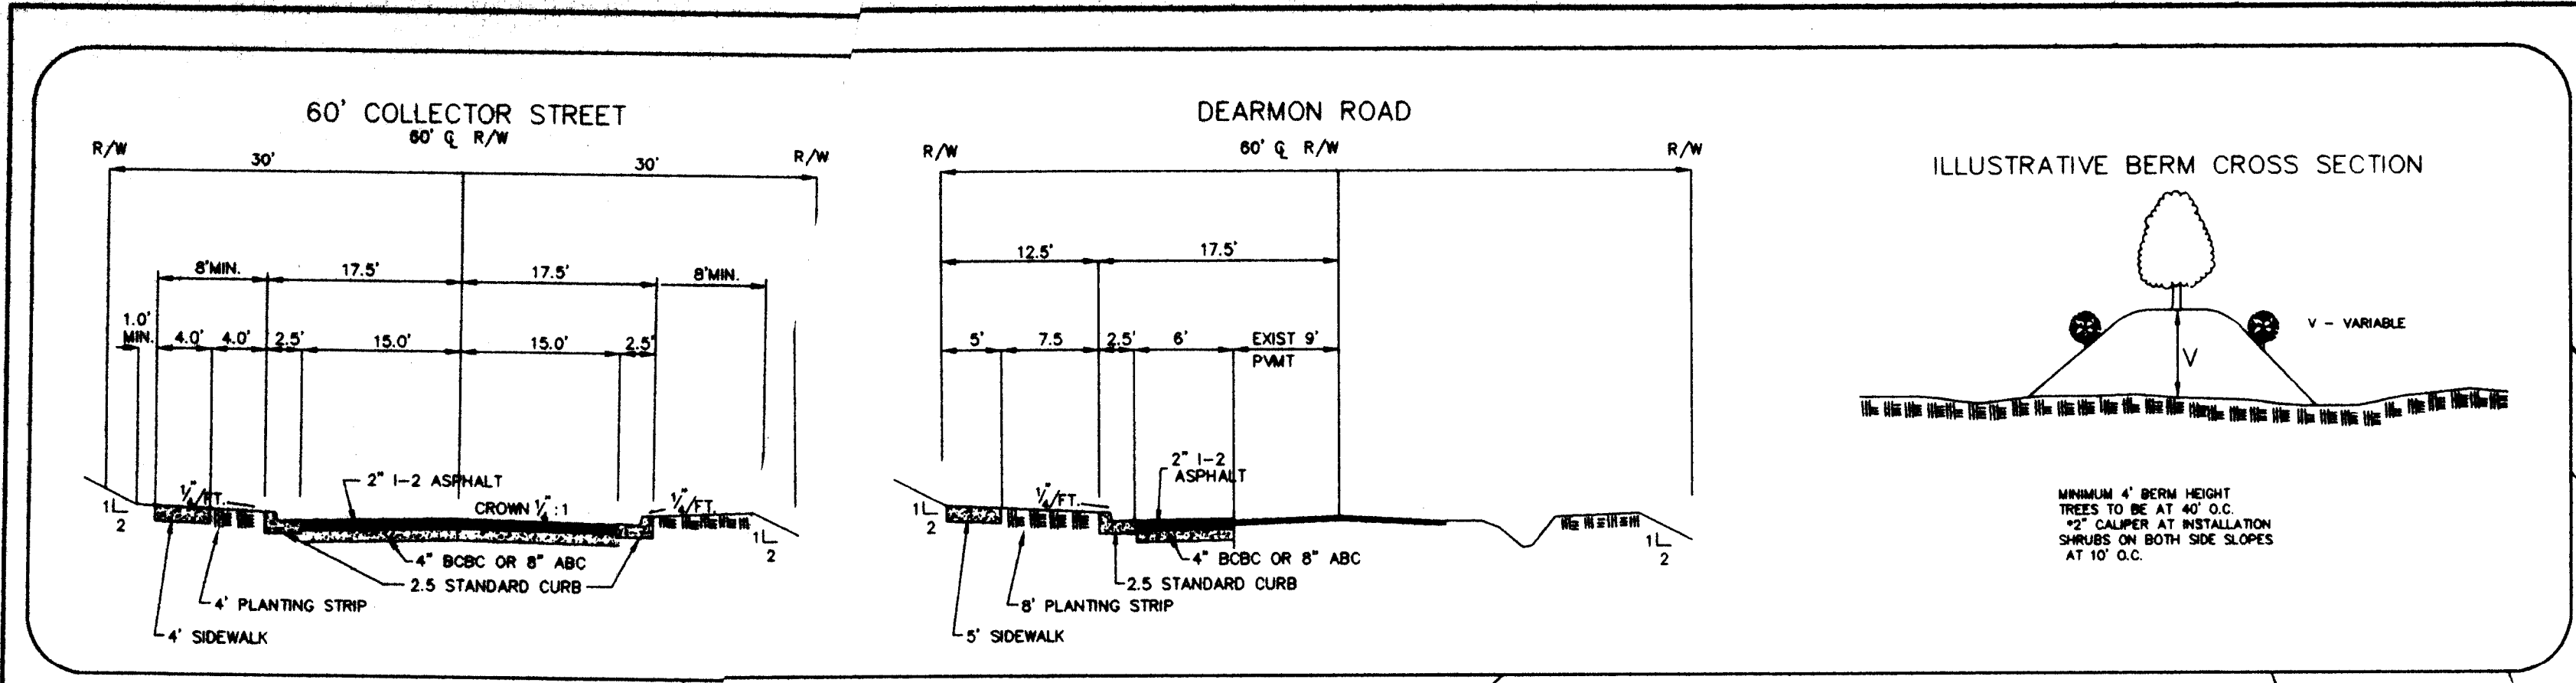 60' COLLECTOR STREET
60' ℄ R/W
R/W
30'
30'
R/W
8'MIN.
17.5'
17.5'
8'MIN.
1.0'
MIN.
4.0'
4.0'
2.5'
15.0'
15.0'
2.5'
2" I-2 ASPHALT
1/4"/FT.
CROWN 1/4":1
1/4"/FT.
1
2
1
2
4" BCBC OR 8" ABC
2.5 STANDARD CURB
4' PLANTING STRIP
4' SIDEWALK
DEARMON ROAD
R/W
60' ℄ R/W
R/W
12.5'
17.5'
5'
7.5
2.5'
6'
EXIST 9'
PVMT
2" I-2
ASPHALT
1/4"/FT.
1
2
1
2
4" BCBC OR 8" ABC
2.5 STANDARD CURB
8' PLANTING STRIP
5' SIDEWALK
ILLUSTRATIVE BERM CROSS SECTION
V - VARIABLE
V
MINIMUM 4' BERM HEIGHT
TREES TO BE AT 40' O.C.
*2" CALIPER AT INSTALLATION
SHRUBS ON BOTH SIDE SLOPES
AT 10' O.C.